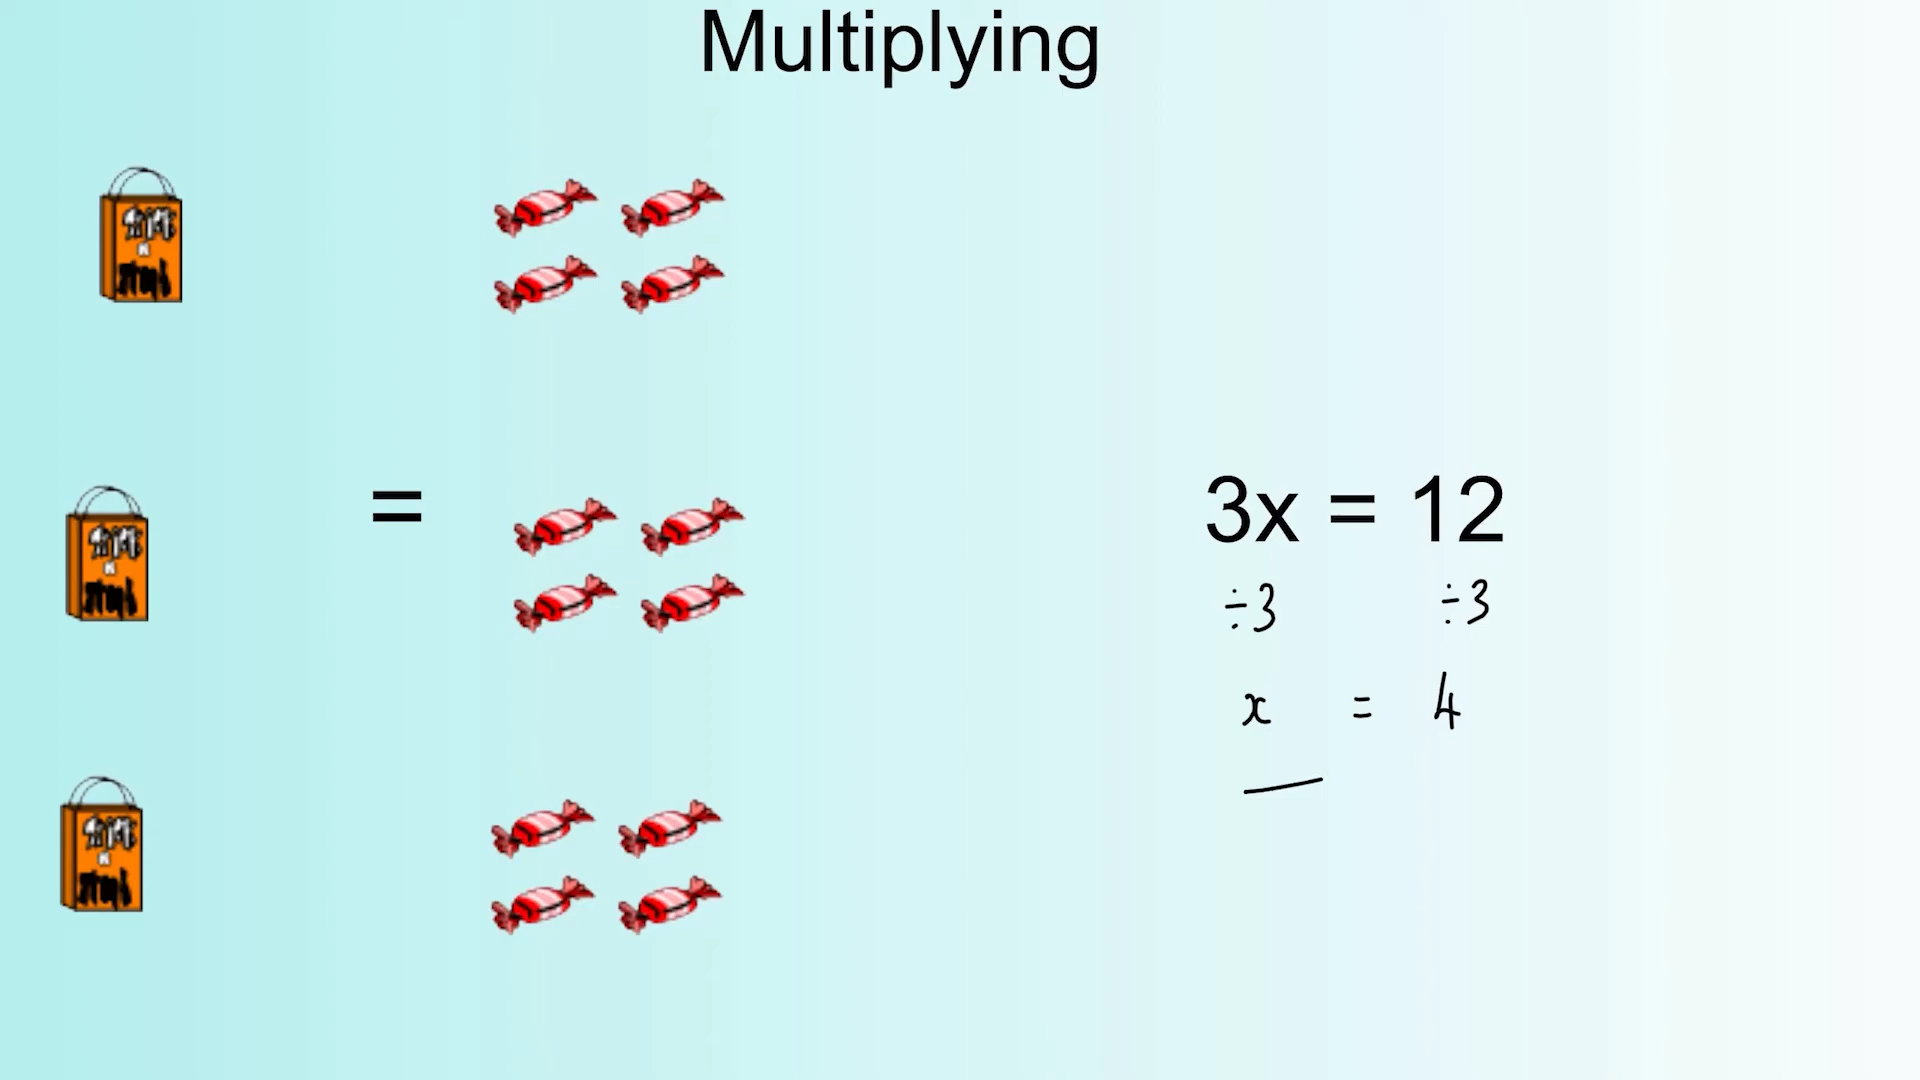 Multiplying
=
3x = 12
÷3 ÷3
x = 4